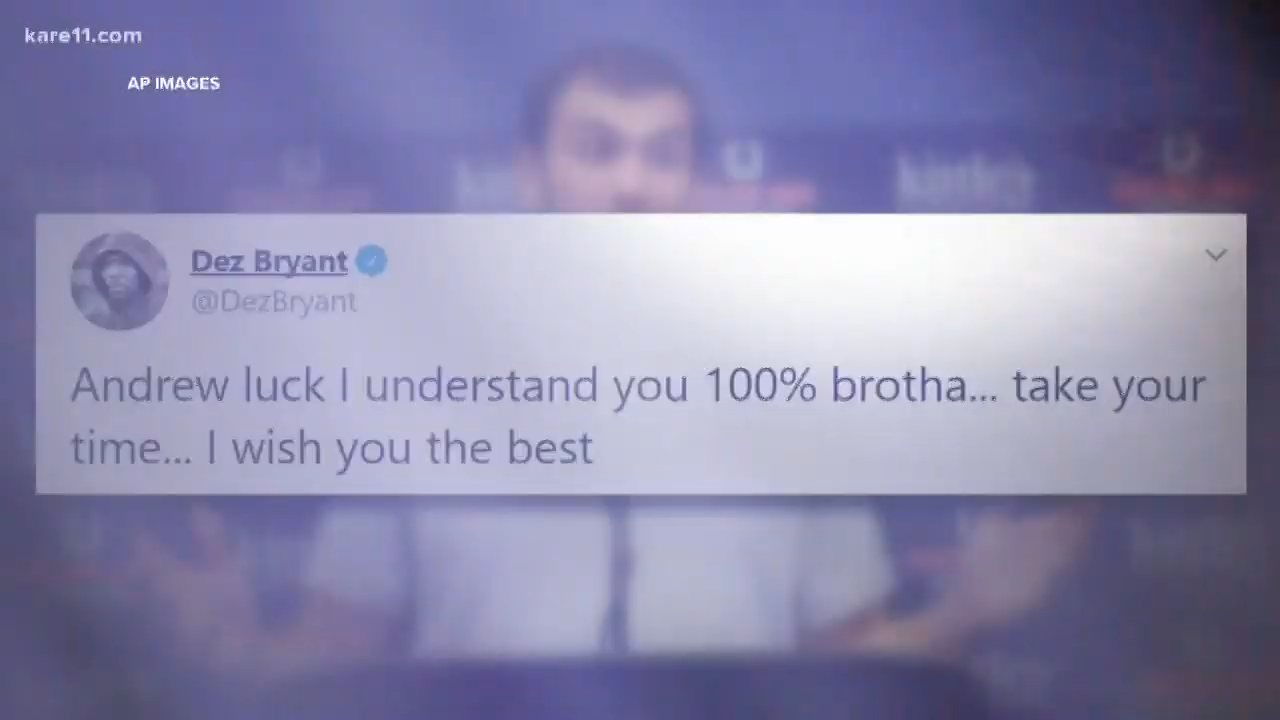 kare11.com
AP IMAGES
Dez Bryant
@DezBryant
Andrew luck I understand you 100% brotha... take your
time... I wish you the best